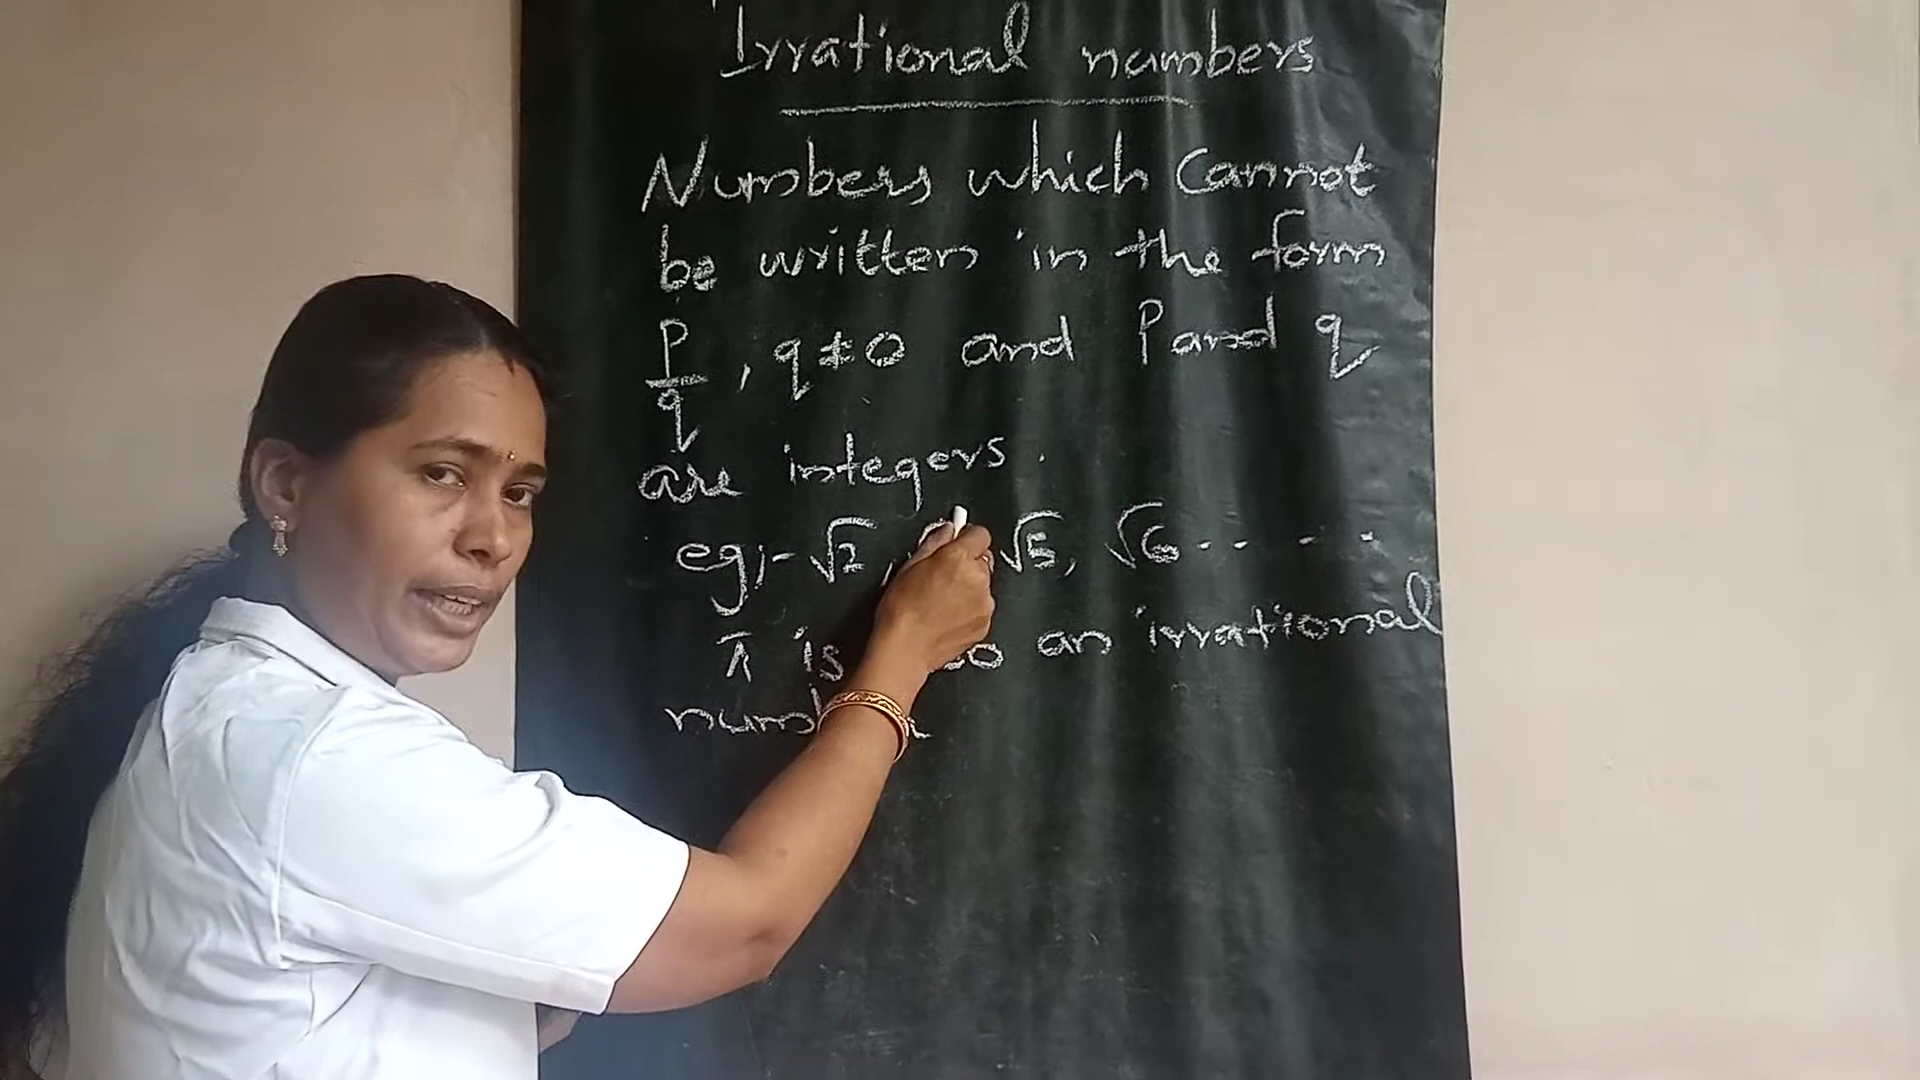 Irrational numbers
Numbers which cannot
be written in the form
p/q, q≠0 and p and q
are integers.
eg;- √2, √5, √6 .. - - -
π is an irrational